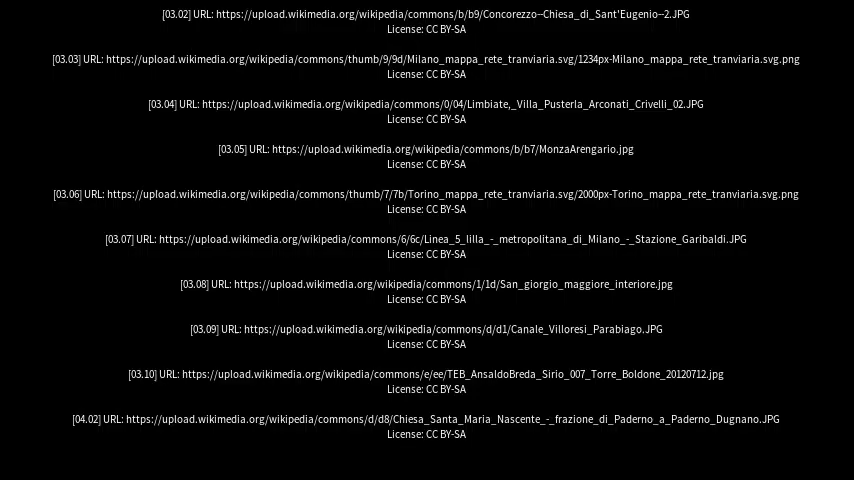 [03.02] URL: https://upload.wikimedia.org/wikipedia/commons/b/b9/Concorezzo--Chiesa_di_Sant'Eugenio--2.JPG
License: CC BY-SA
[03.03] URL: https://upload.wikimedia.org/wikipedia/commons/thumb/9/9d/Milano_mappa_rete_tranviaria.svg/1234px-Milano_mappa_rete_tranviaria.svg.png
License: CC BY-SA
[03.04] URL: https://upload.wikimedia.org/wikipedia/commons/0/04/Limbiate,_Villa_Pusterla_Arconati_Crivelli_02.JPG
License: CC BY-SA
[03.05] URL: https://upload.wikimedia.org/wikipedia/commons/b/b7/MonzaArengario.jpg
License: CC BY-SA
[03.06] URL: https://upload.wikimedia.org/wikipedia/commons/thumb/7/7b/Torino_mappa_rete_tranviaria.svg/2000px-Torino_mappa_rete_tranviaria.svg.png
License: CC BY-SA
[03.07] URL: https://upload.wikimedia.org/wikipedia/commons/6/6c/Linea_5_lilla_-_metropolitana_di_Milano_-_Stazione_Garibaldi.JPG
License: CC BY-SA
[03.08] URL: https://upload.wikimedia.org/wikipedia/commons/1/1d/San_giorgio_maggiore_interiore.jpg
License: CC BY-SA
[03.09] URL: https://upload.wikimedia.org/wikipedia/commons/d/d1/Canale_Villoresi_Parabiago.JPG
License: CC BY-SA
[03.10] URL: https://upload.wikimedia.org/wikipedia/commons/e/ee/TEB_AnsaldoBreda_Sirio_007_Torre_Boldone_20120712.jpg
License: CC BY-SA
[04.02] URL: https://upload.wikimedia.org/wikipedia/commons/d/d8/Chiesa_Santa_Maria_Nascente_-_frazione_di_Paderno_a_Paderno_Dugnano.JPG
License: CC BY-SA